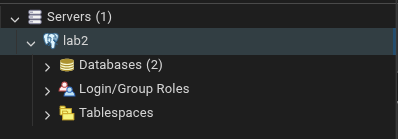 Servers (1)
lab2
Databases (2)
Login/Group Roles
Tablespaces